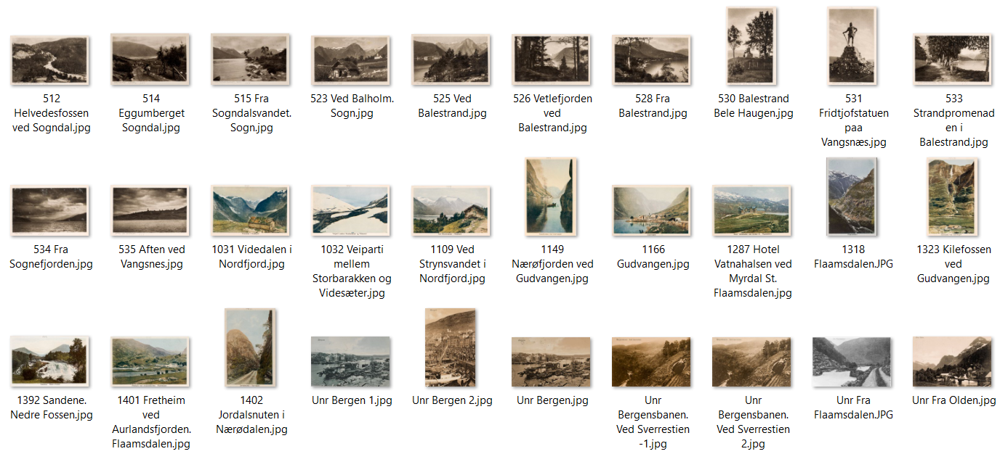 512
Helvedesfossen
ved Sogndal.jpg
514
Eggumberget
Sogndal.jpg
515 Fra
Sogndalsvandet.
Sogn.jpg
523 Ved Balholm.
Sogn.jpg
525 Ved
Balestrand.jpg
526 Vetlefjorden
ved
Balestrand.jpg
528 Fra
Balestrand.jpg
530 Balestrand
Bele Haugen.jpg
531
Fridtjofstatuen
paa
Vangsnæs.jpg
533
Strandpromenad
en i
Balestrand.jpg
534 Fra
Sognefjorden.jpg
535 Aften ved
Vangsnes.jpg
1031 Videdalen i
Nordfjord.jpg
1032 Veiparti
mellem
Storbarakken og
Videsæter.jpg
1109 Ved
Strynsvandet i
Nordfjord.jpg
1149
Nærøfjorden ved
Gudvangen.jpg
1166
Gudvangen.jpg
1287 Hotel
Vatnahalsen ved
Myrdal St.
Flaamsdalen.jpg
1318
Flaamsdalen.JPG
1323 Kilefossen
ved
Gudvangen.jpg
1392 Sandene.
Nedre Fossen.jpg
1401 Fretheim
ved
Aurlandsfjorden.
Flaamsdalen.jpg
1402
Jordalsnuten i
Nærødalen.jpg
Unr Bergen 1.jpg
Unr Bergen 2.jpg
Unr Bergen.jpg
Unr
Bergensbanen.
Ved Sverrestien
-1.jpg
Unr
Bergensbanen.
Ved Sverrestien
2.jpg
Unr Fra
Flaamsdalen.JPG
Unr Fra Olden.jpg